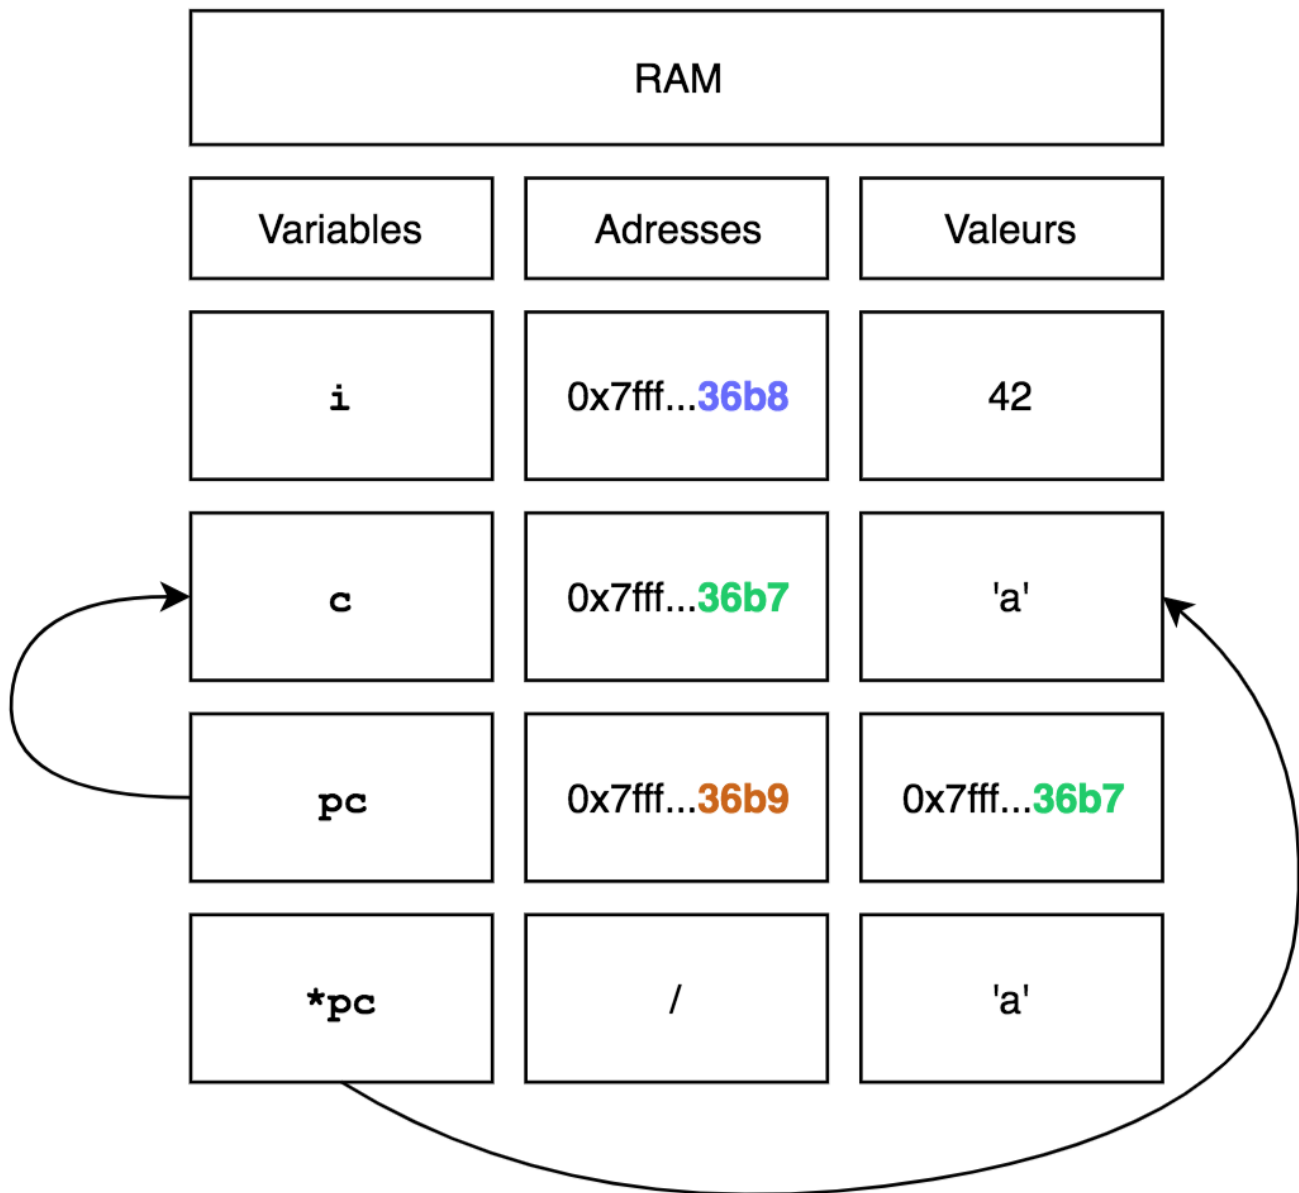 RAM
Variables Adresses Valeurs
i 0x7fff...36b8 42
c 0x7fff...36b7 'a'
pc 0x7fff...36b9 0x7fff...36b7
*pc / 'a'